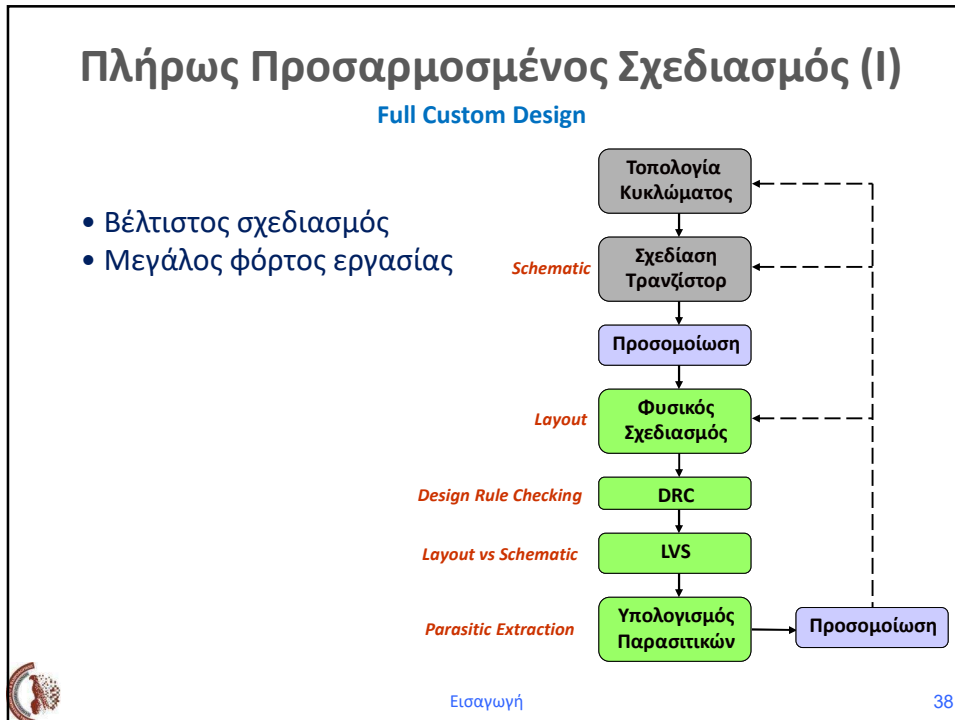 Πλήρως Προσαρμοσμένος Σχεδιασμός (Ι)
Full Custom Design
• Βέλτιστος σχεδιασμός
• Μεγάλος φόρτος εργασίας
Τοπολογία
Κυκλώματος
Schematic
Σχεδίαση
Τρανζίστορ
Προσομοίωση
Layout
Φυσικός
Σχεδιασμός
Design Rule Checking
DRC
Layout vs Schematic
LVS
Parasitic Extraction
Υπολογισμός
Παρασιτικών
Προσομοίωση
Εισαγωγή
38